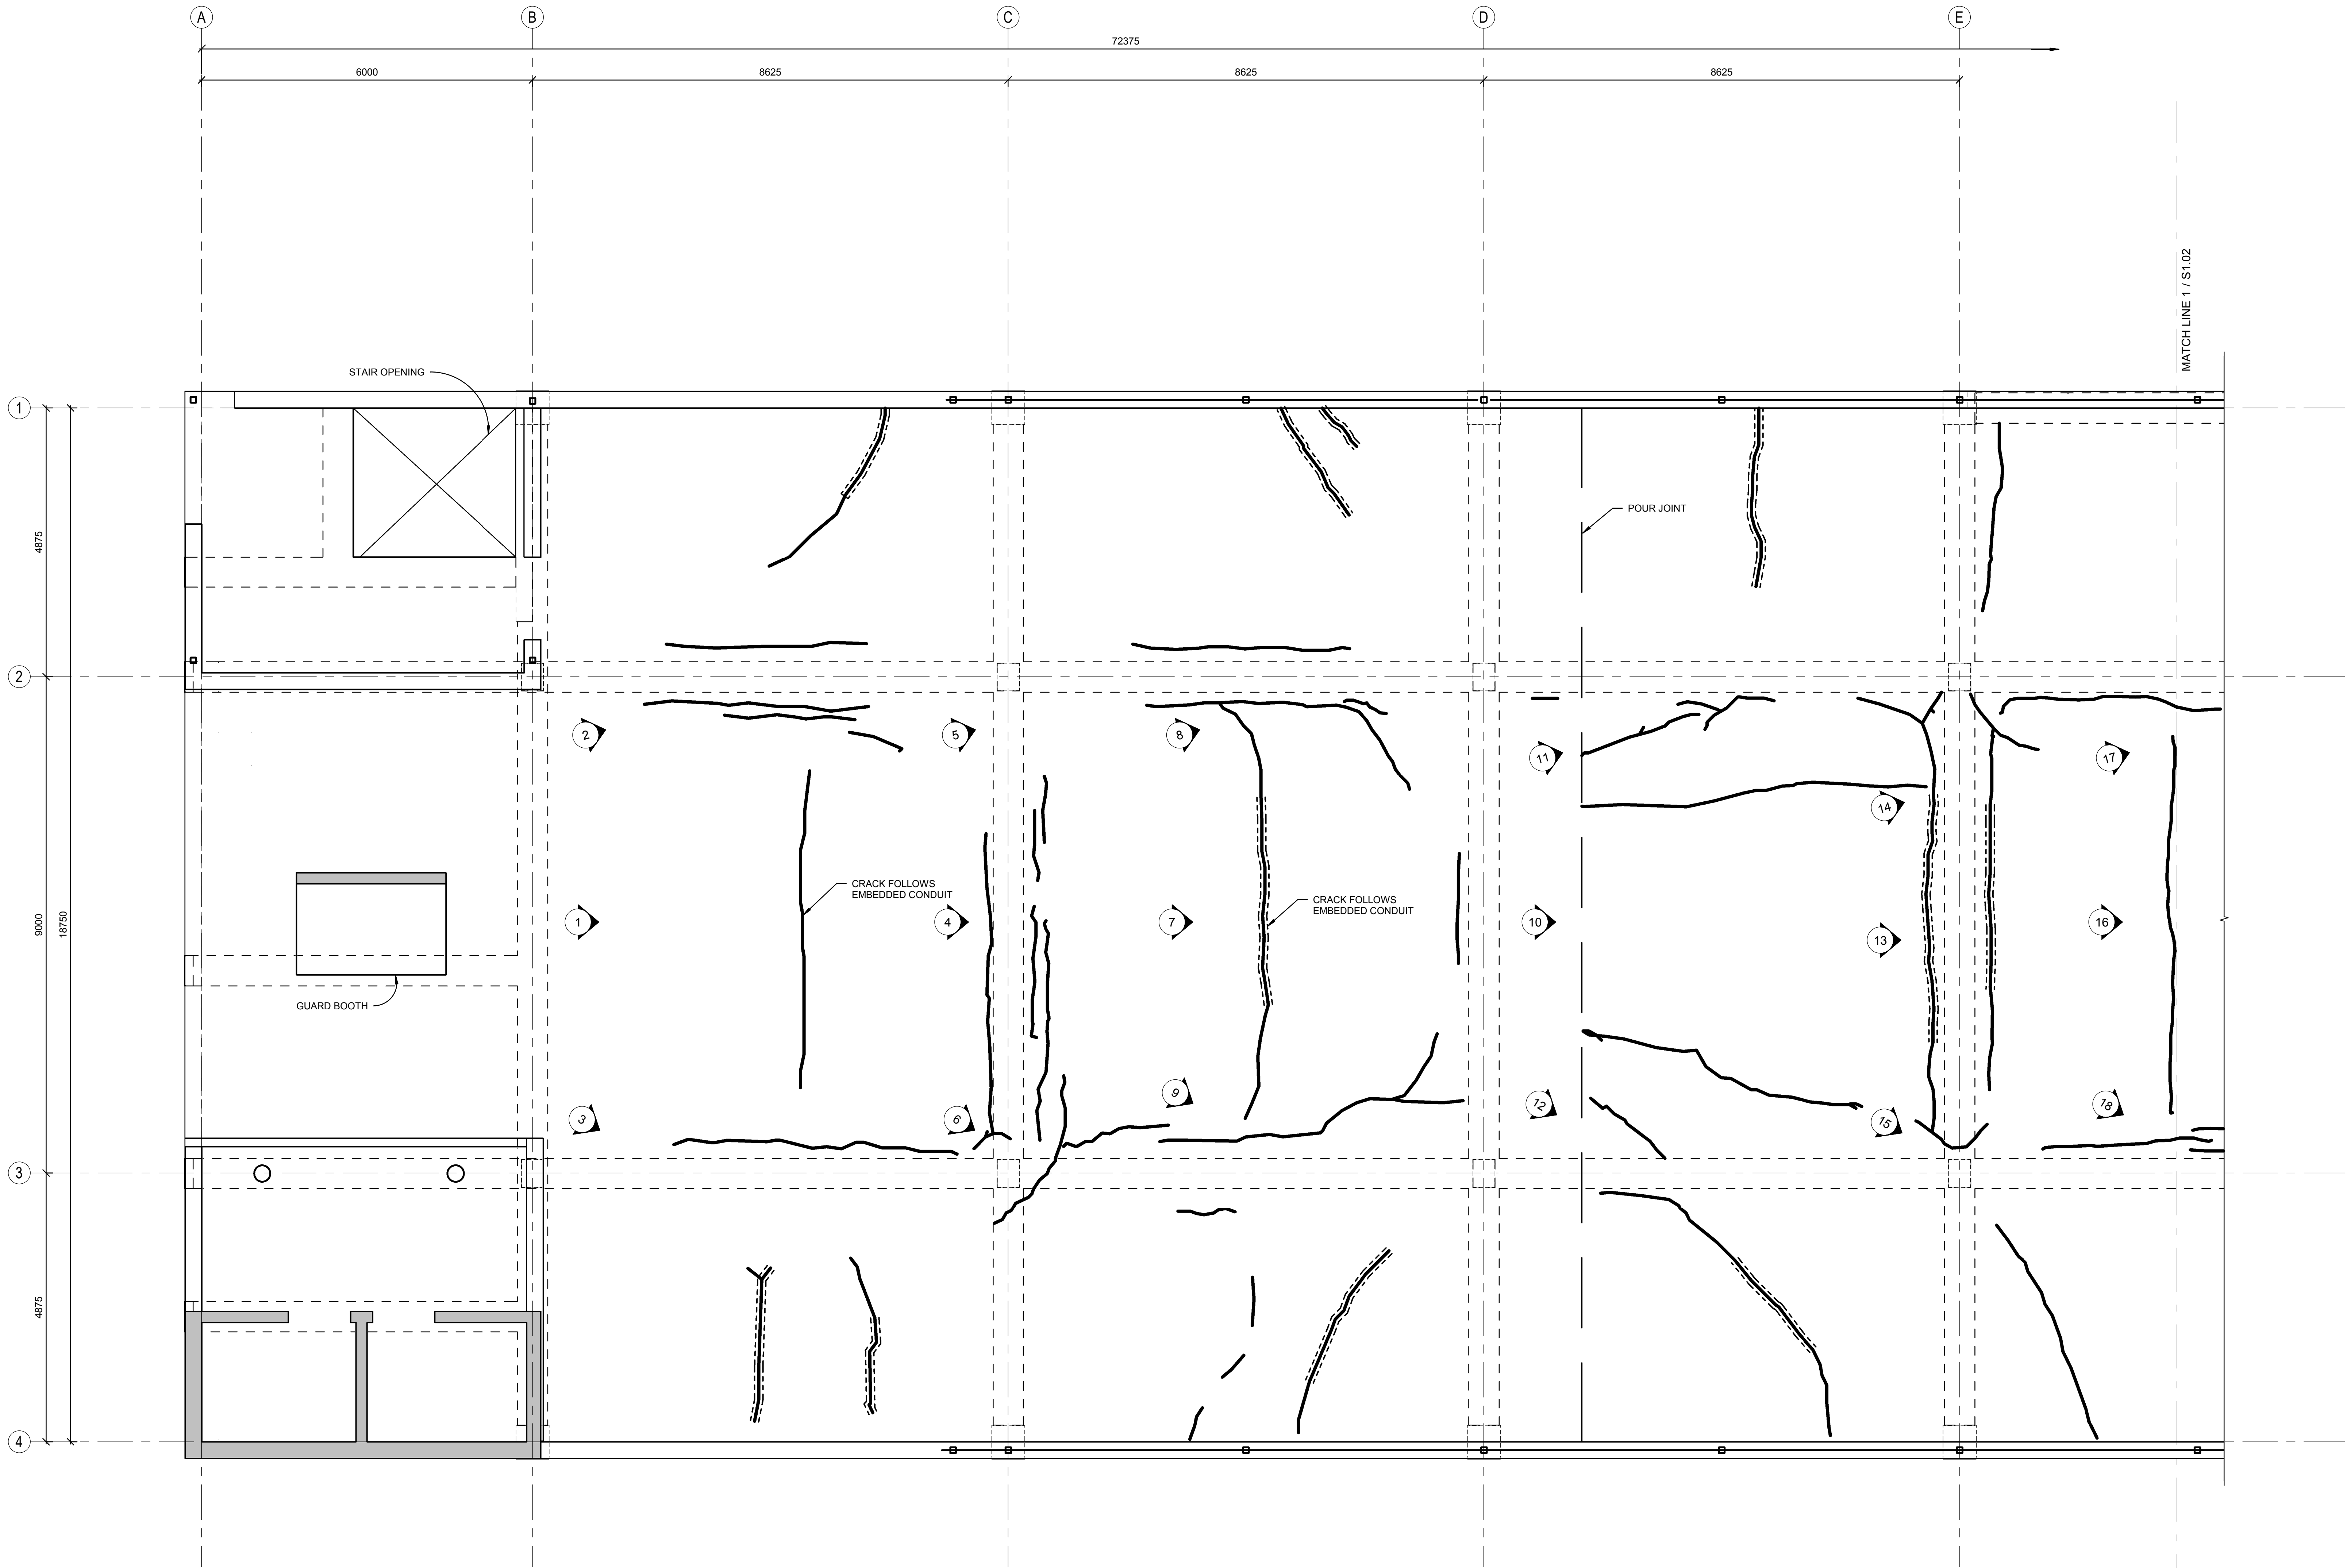 A
B
C
D
E
72375
6000
8625
8625
8625
MATCH LINE 1 / S1.02
STAIR OPENING
1
4875
POUR JOINT
2
2
5
8
11
17
14
CRACK FOLLOWS
EMBEDDED CONDUIT
CRACK FOLLOWS
EMBEDDED CONDUIT
9000
18750
1
4
7
10
13
16
GUARD BOOTH
3
6
9
12
15
18
3
4875
4